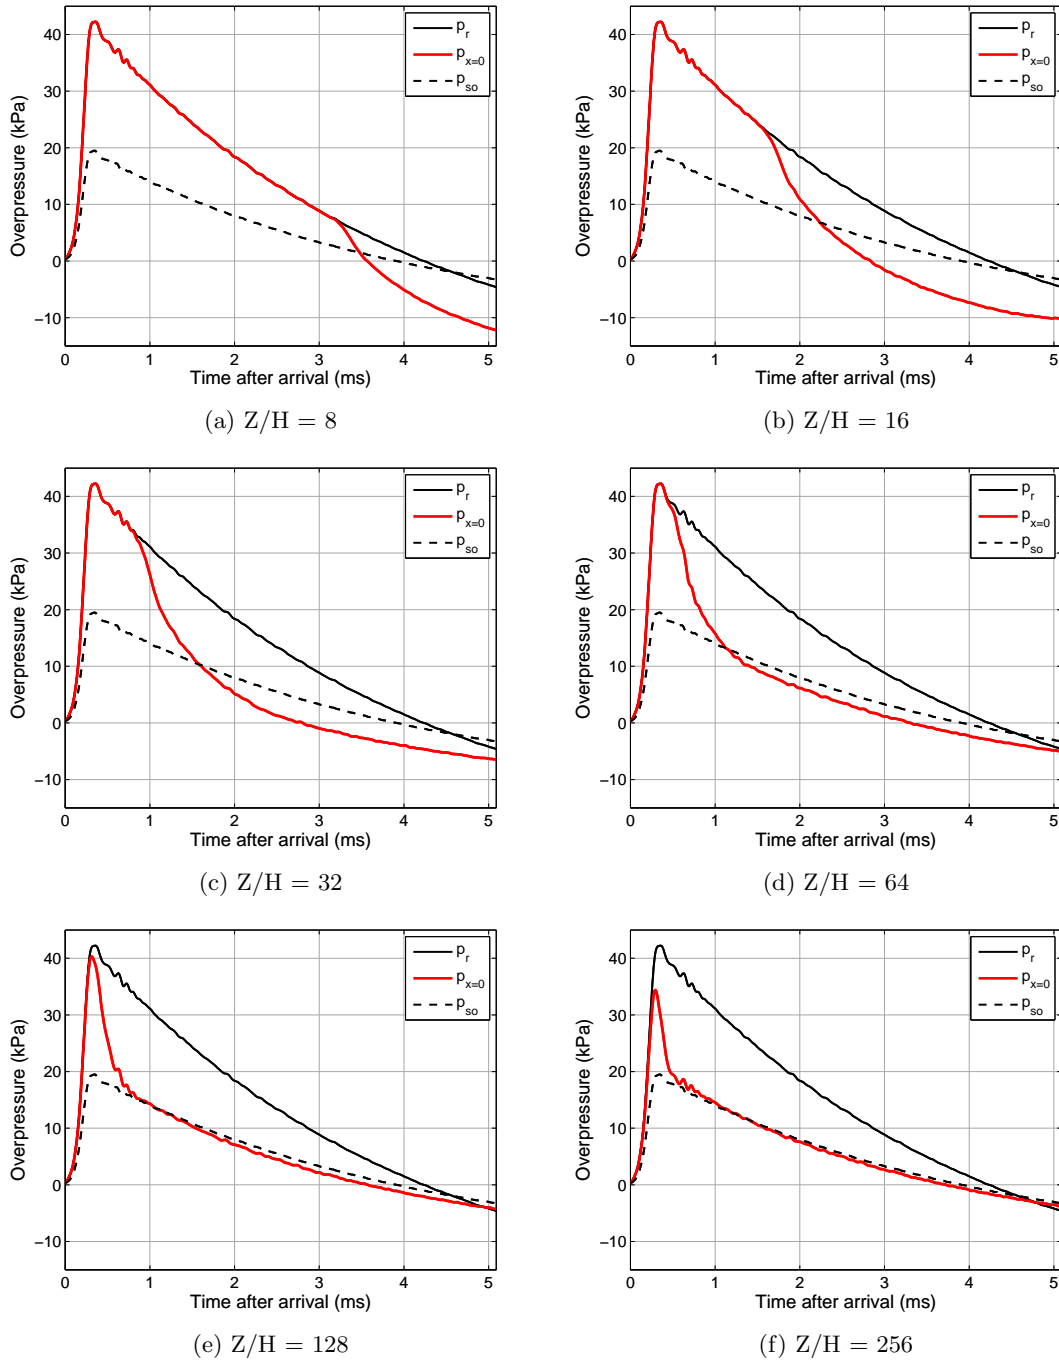 40
30
20
10
0
−10
Overpressure (kPa)
p_r
p_x=0
p_so
0 1 2 3 4 5
Time after arrival (ms)
(a) Z/H = 8
40
30
20
10
0
−10
Overpressure (kPa)
p_r
p_x=0
p_so
0 1 2 3 4 5
Time after arrival (ms)
(b) Z/H = 16
40
30
20
10
0
−10
Overpressure (kPa)
p_r
p_x=0
p_so
0 1 2 3 4 5
Time after arrival (ms)
(c) Z/H = 32
40
30
20
10
0
−10
Overpressure (kPa)
p_r
p_x=0
p_so
0 1 2 3 4 5
Time after arrival (ms)
(d) Z/H = 64
40
30
20
10
0
−10
Overpressure (kPa)
p_r
p_x=0
p_so
0 1 2 3 4 5
Time after arrival (ms)
(e) Z/H = 128
40
30
20
10
0
−10
Overpressure (kPa)
p_r
p_x=0
p_so
0 1 2 3 4 5
Time after arrival (ms)
(f) Z/H = 256